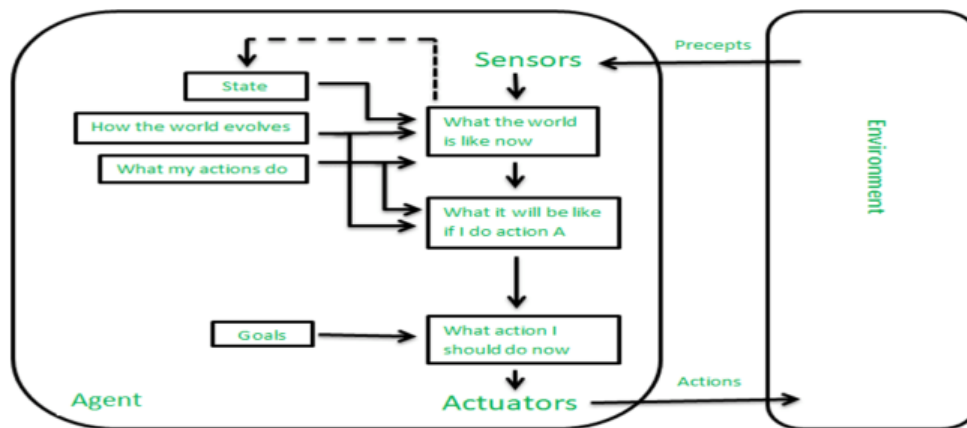 Sensors
Precepts
State
How the world evolves
What the world
is like now
What my actions do
What it will be like
if I do action A
Environment
Goals
What action I
should do now
Agent
Actuators
Actions